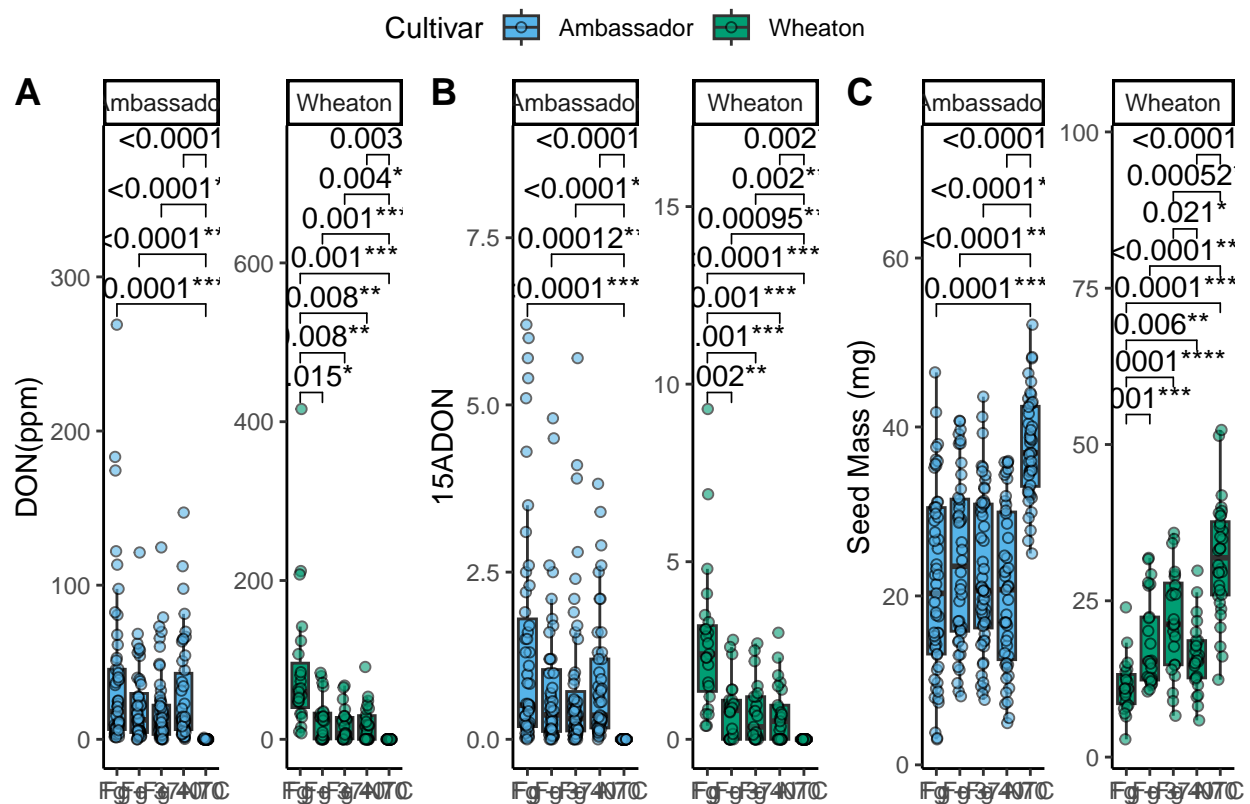 Cultivar Ambassador Wheaton
A B C
Wheaton Wheaton Wheaton
<0.0001 0.003 <0.0001 0.002 <0.0001 <0.0001
<0.0001* 0.004* <0.0001* 0.002** <0.0001* 0.00052*
<0.0001** 0.001*** 0.00012** 0.00095** <0.0001** 0.021*
0.0001*** 0.001*** 0.0001*** 0.0001*** 0.0001*** <0.0001**
0.008** 0.001*** 0.0001***
.008** .001*** 0.006**
.015* 002** 0001****
001***
DON(ppm)
300
200
100
0
600
400
200
0
15ADON
7.5
5.0
2.5
0.0
15
10
5
0
Seed Mass (mg)
60
40
20
0
100
75
50
25
0